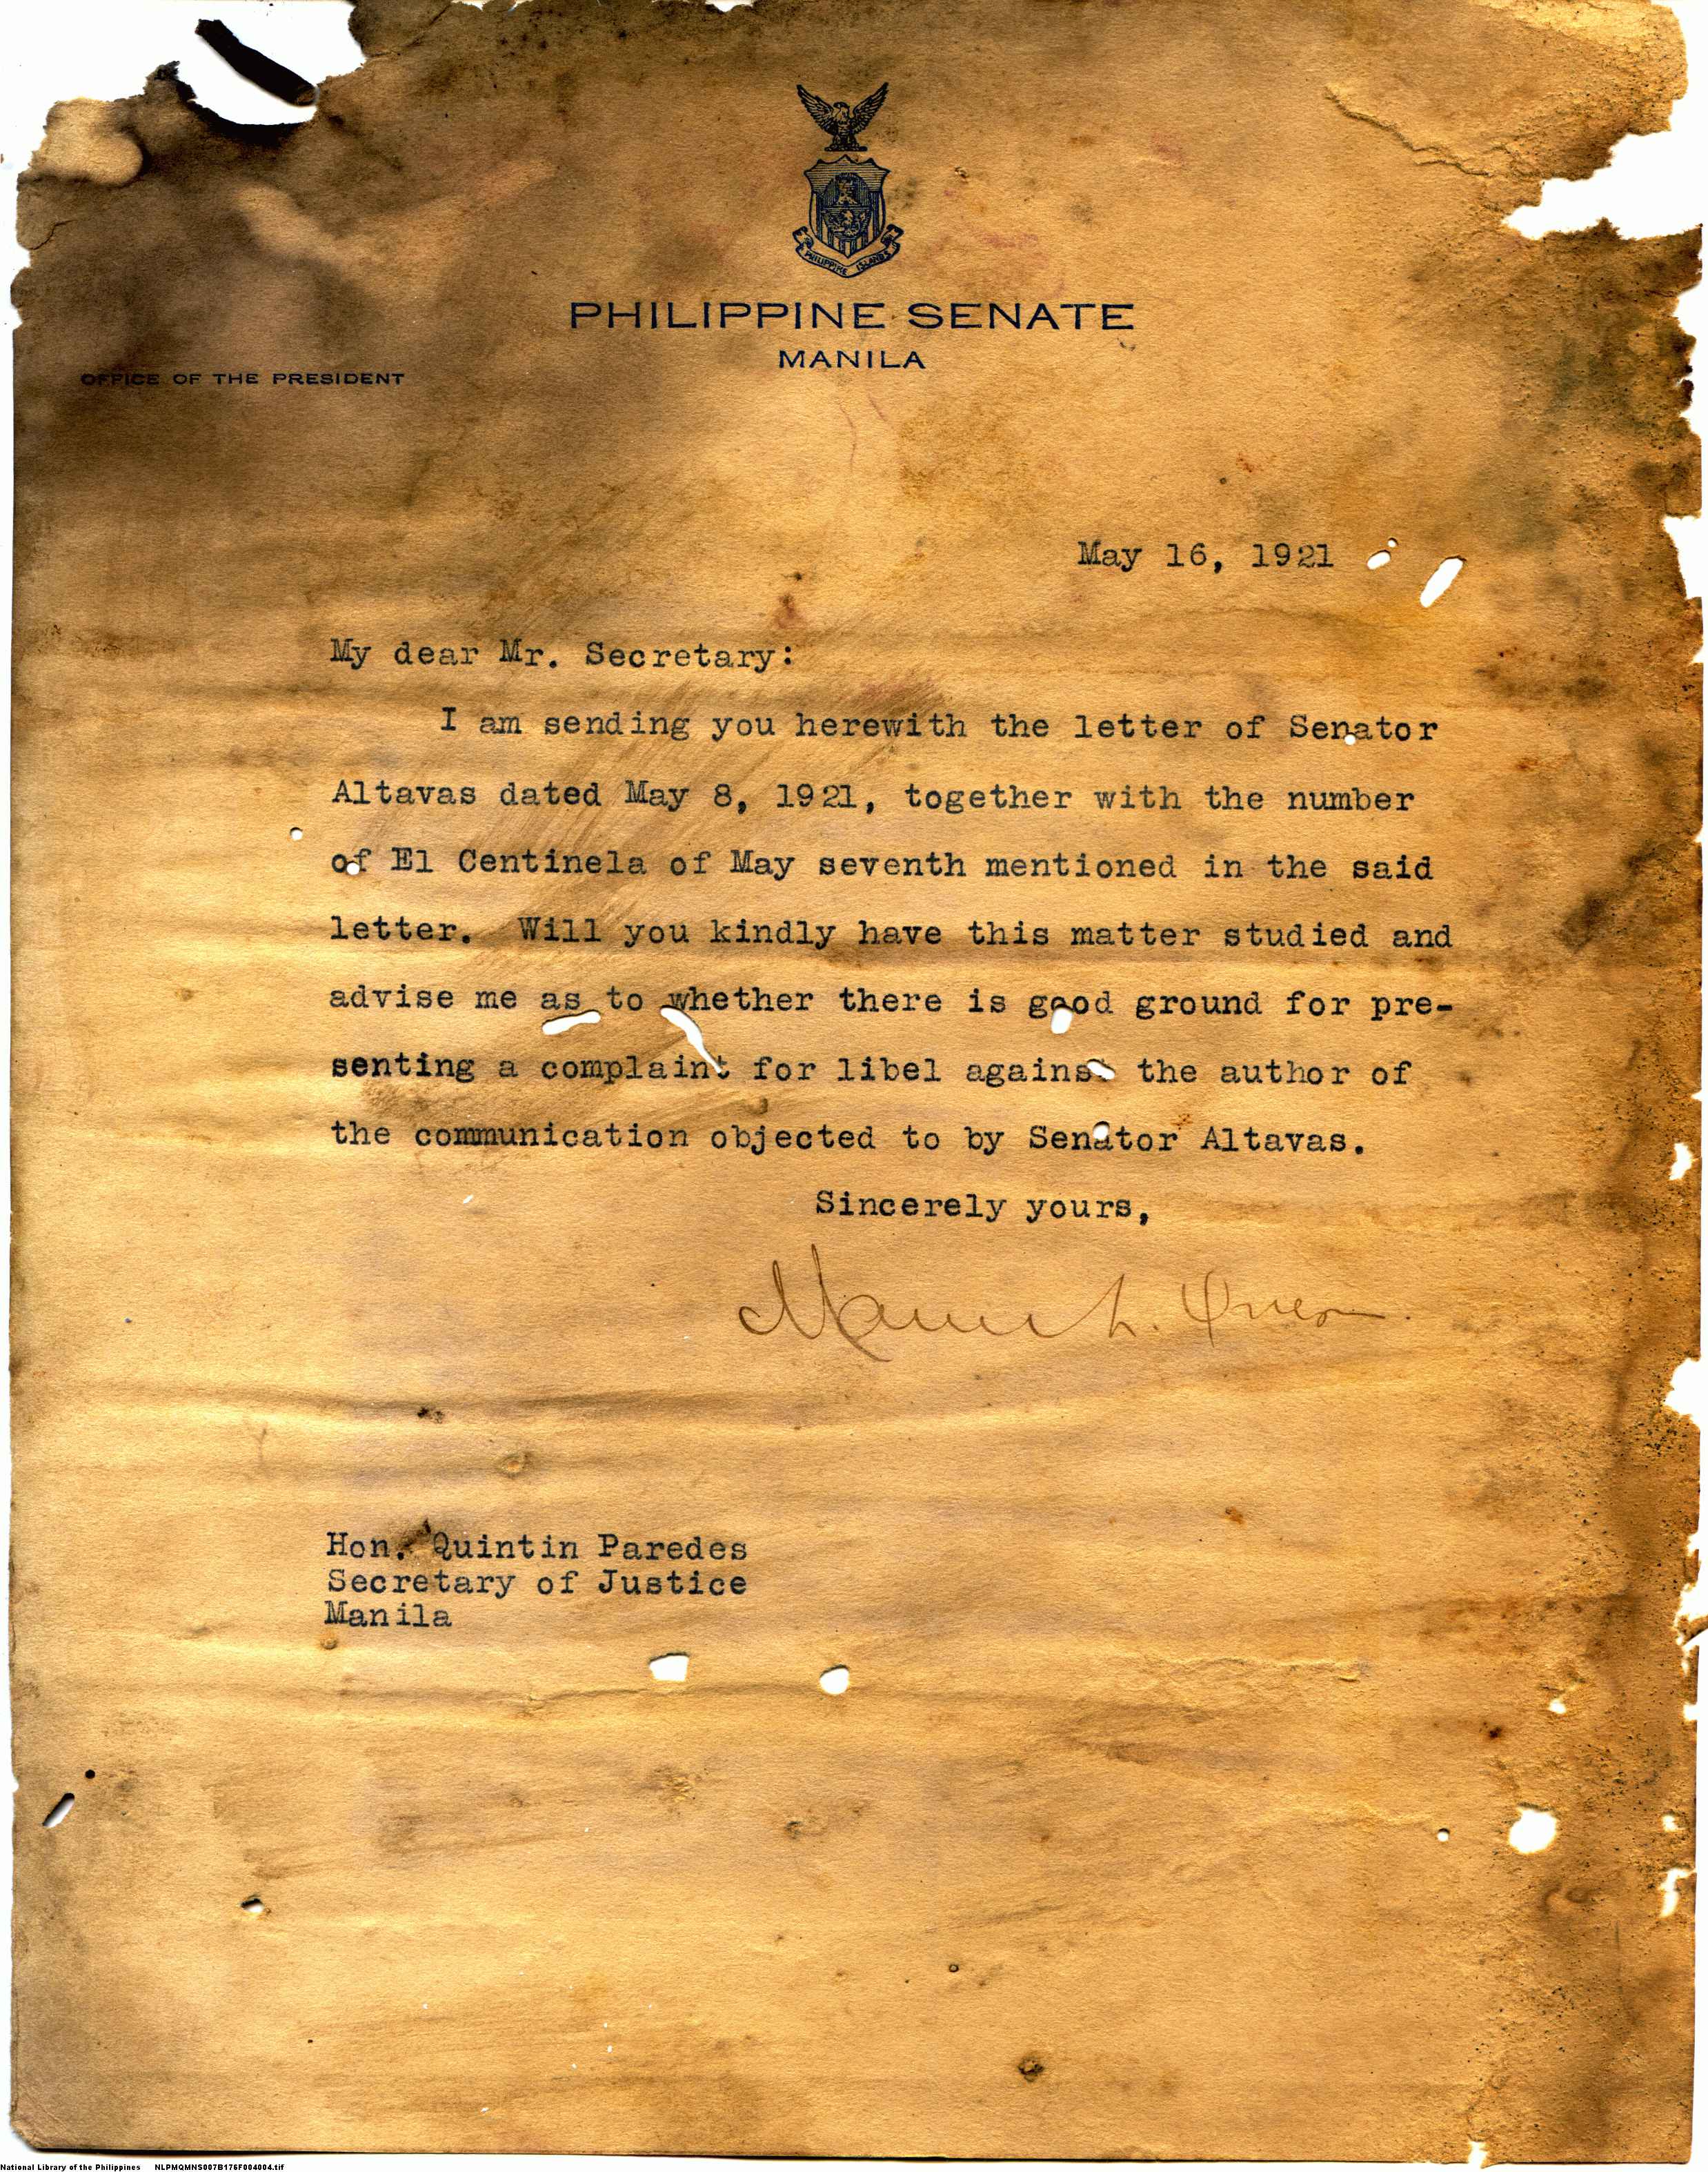 PHILIPPINE ISLANDS
PHILIPPINE SENATE
MANILA
OFFICE OF THE PRESIDENT
May 16, 1921
My dear Mr. Secretary:
I am sending you herewith the letter of Senator
Altavas dated May 8, 1921, together with the number
of El Centinela of May seventh mentioned in the said
letter. Will you kindly have this matter studied and
advise me as to whether there is good ground for pre-
senting a complaint for libel against the author of
the communication objected to by Senator Altavas.
Sincerely yours,
Manuel L. Quezon
Hon. Quintin Paredes
Secretary of Justice
Manila
National Library of the Philippines NLPMQMNS007B176F004004.tif